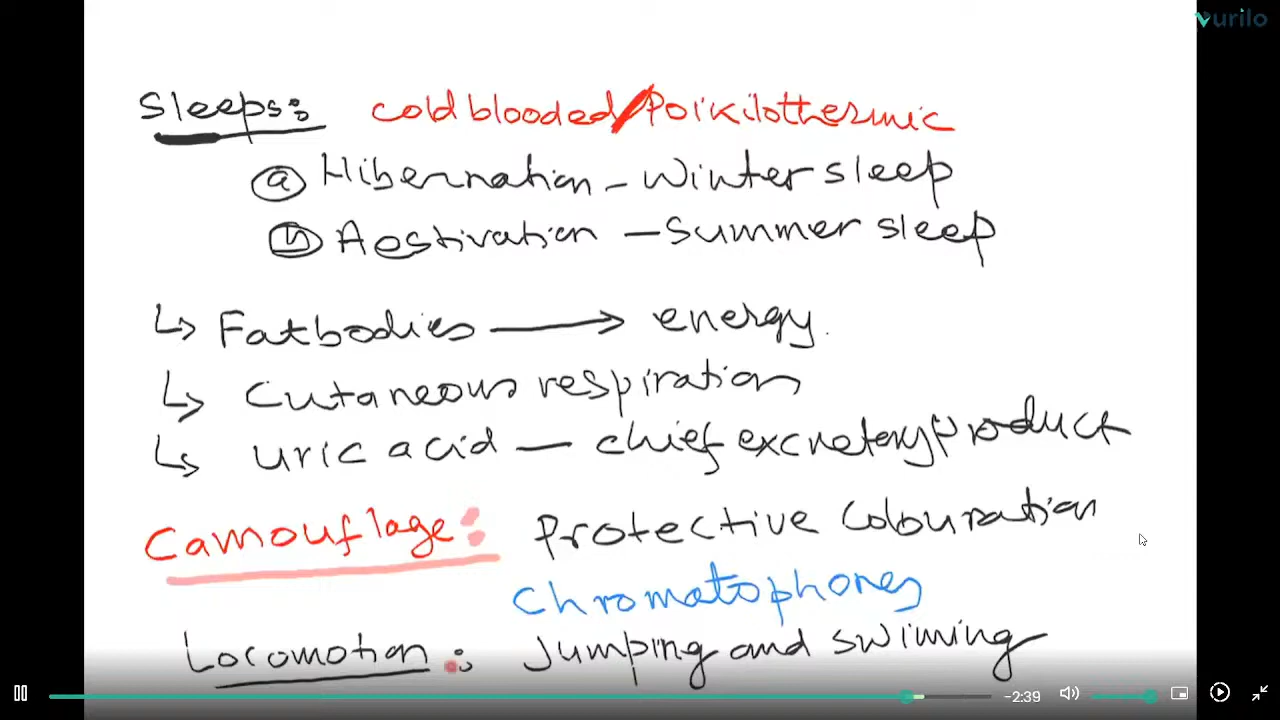 purilo
Sleeps: cold blooded/Poikilothermic
a Hibernation - Winter sleep
b Aestivation - Summer sleep
↳ Fatbodies → energy.
↳ Cutaneous respiration
↳ uric acid - chief excretory product
Camouflage: Protective Colouration
Chromatophores
Locomotion: Jumping and swiming
-2:39